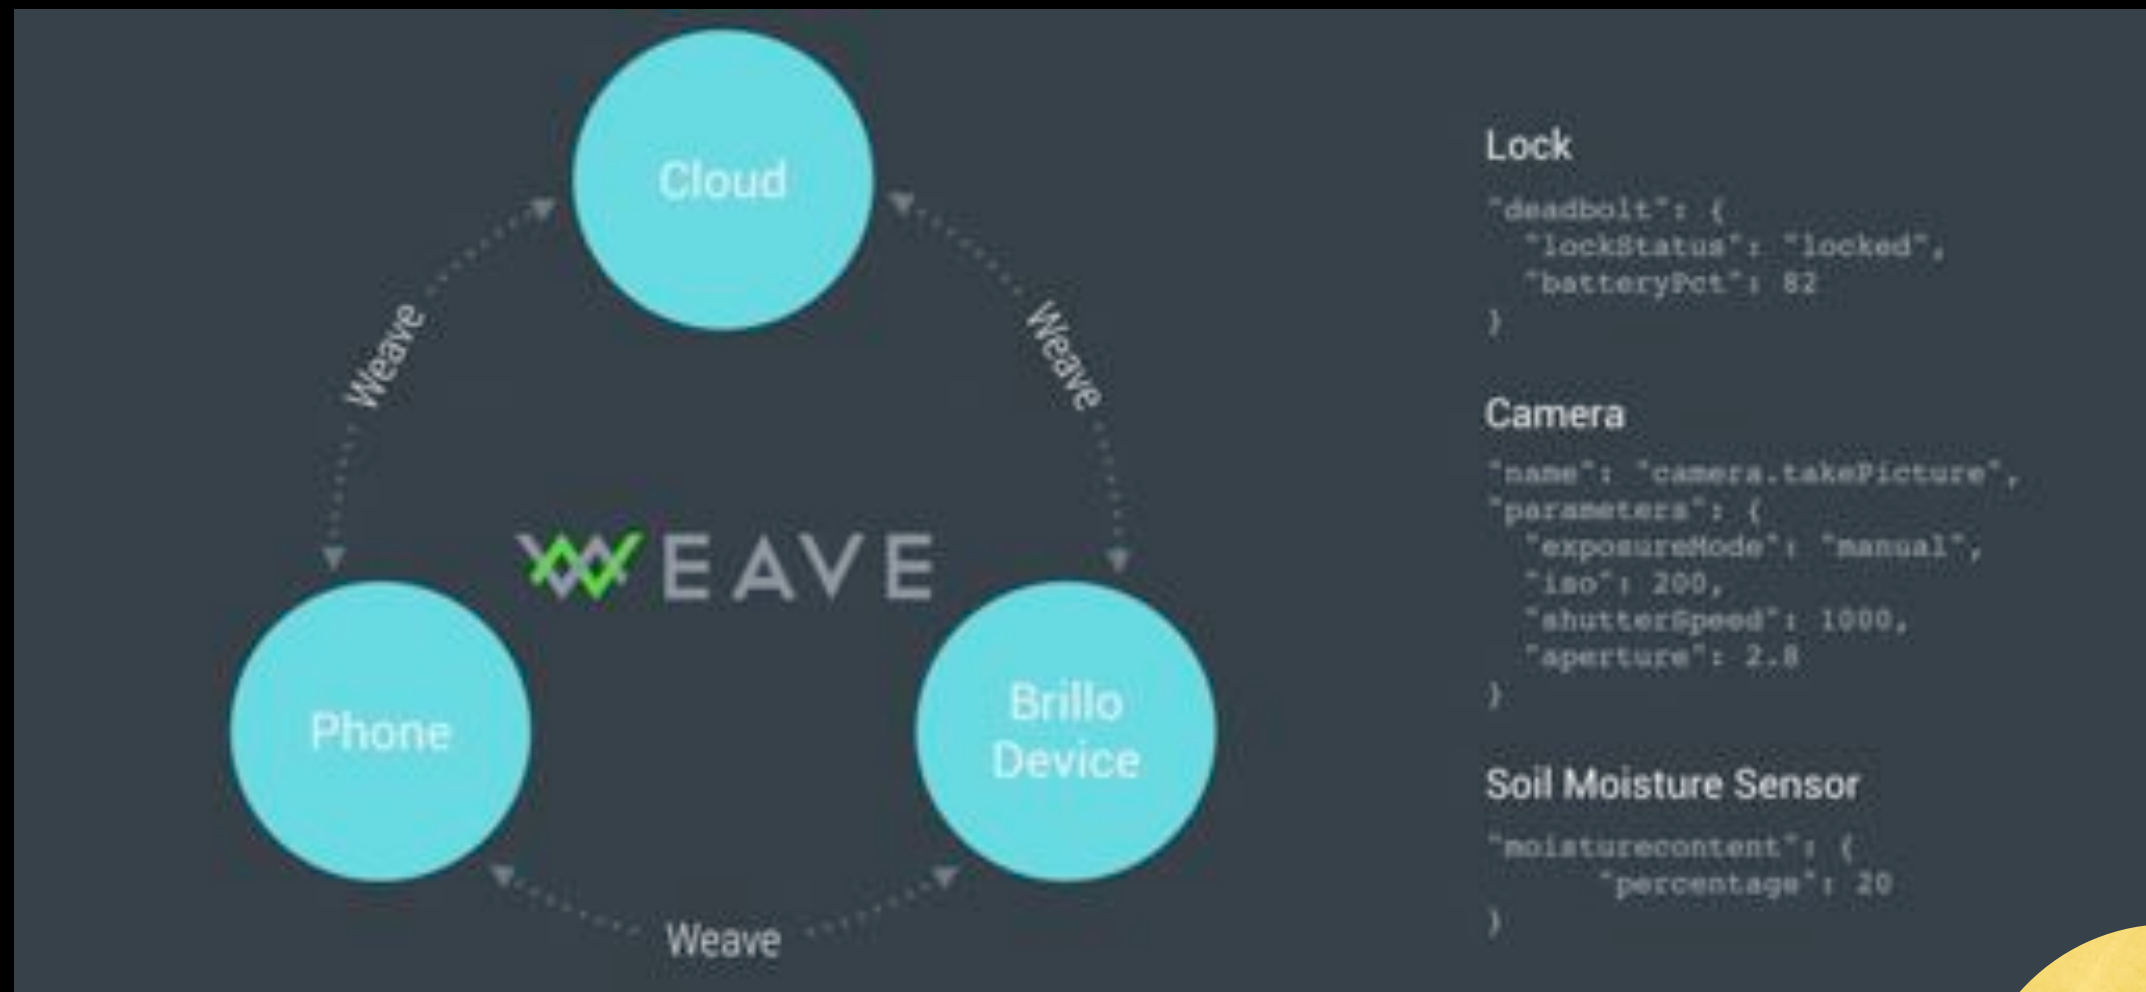 Cloud
Weave
Weave
WEAVE
Phone
Brillo
Device
Weave
Lock
"deadbolt": {
"lockStatus": "locked",
"batteryPct": 82
}
Camera
"name": "camera.takePicture",
"parameters": {
"exposureMode": "manual",
"iso": 200,
"shutterSpeed": 1000,
"aperture": 2.8
}
Soil Moisture Sensor
"moisturecontent": {
"percentage": 20
}